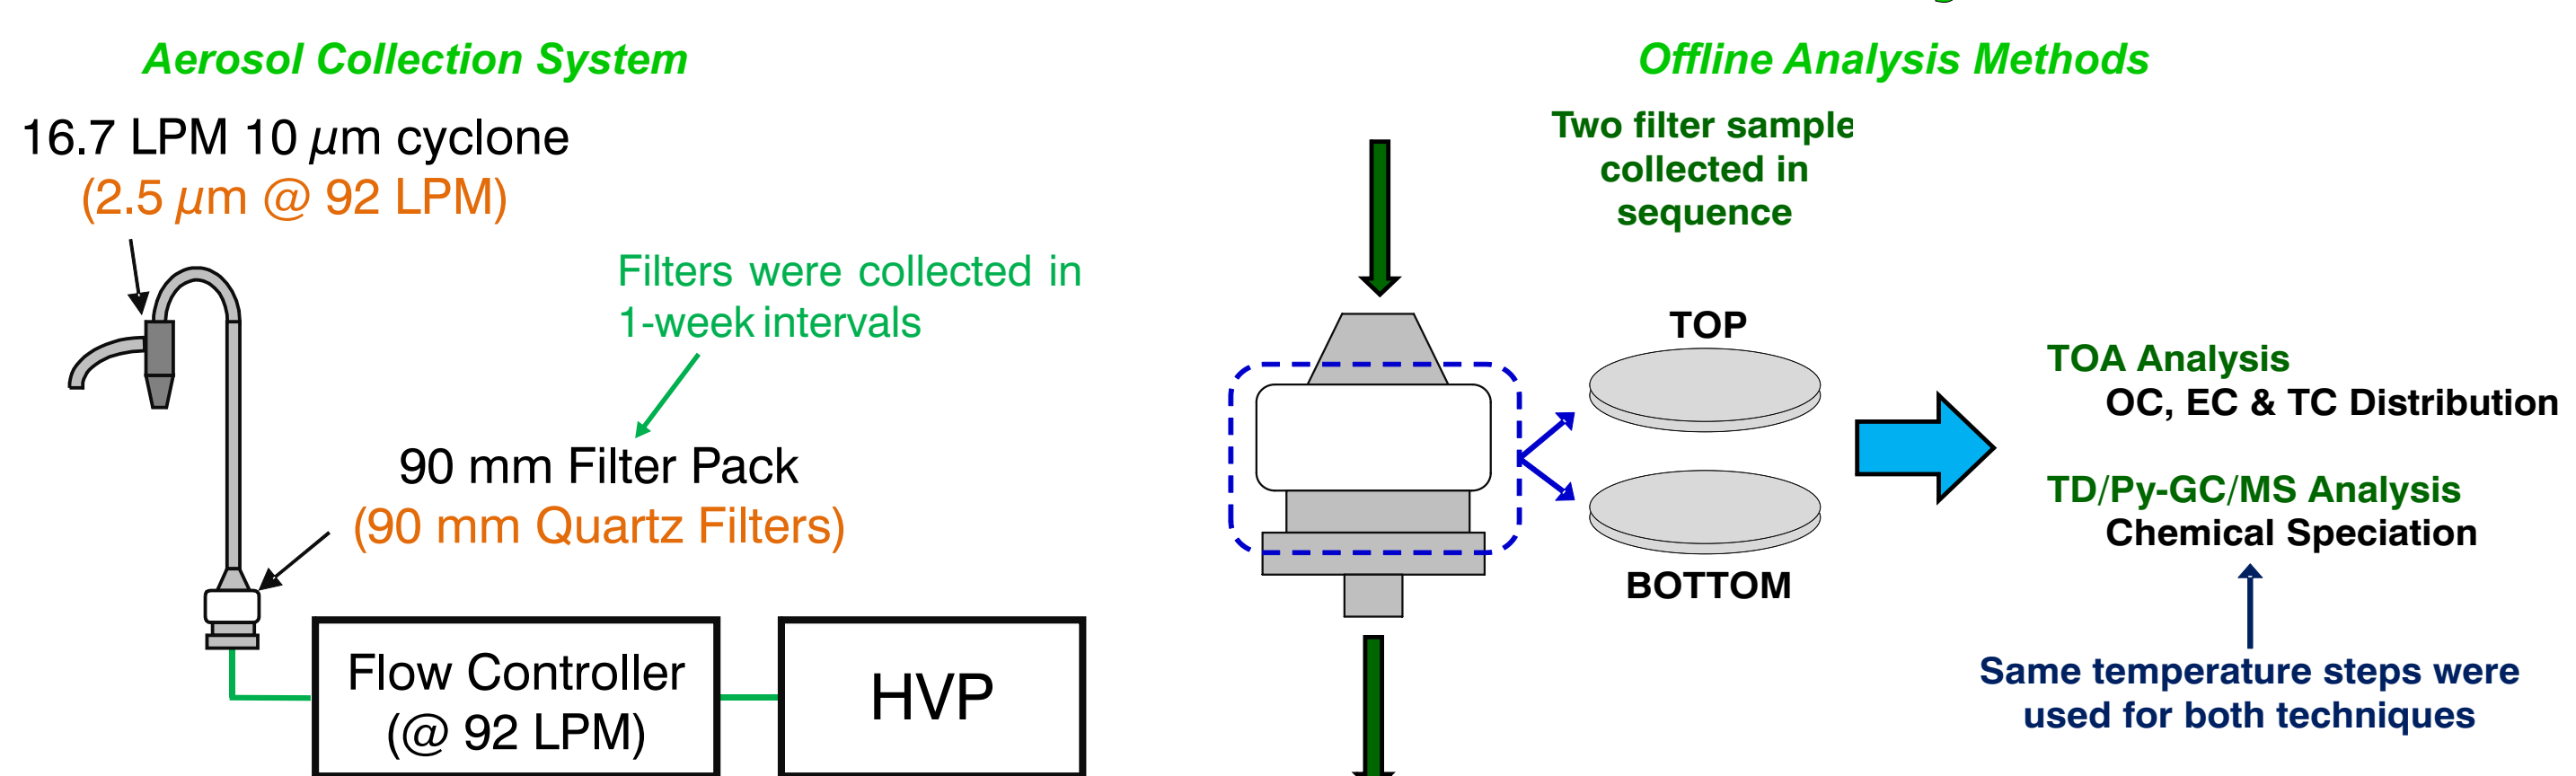 Aerosol Collection System
16.7 LPM 10 μm cyclone
(2.5 μm @ 92 LPM)
Filters were collected in
1-week intervals
90 mm Filter Pack
(90 mm Quartz Filters)
Flow Controller
(@ 92 LPM)
HVP
Offline Analysis Methods
Two filter sample
collected in
sequence
TOP
BOTTOM
TOA Analysis
OC, EC & TC Distribution
TD/Py-GC/MS Analysis
Chemical Speciation
Same temperature steps were
used for both techniques